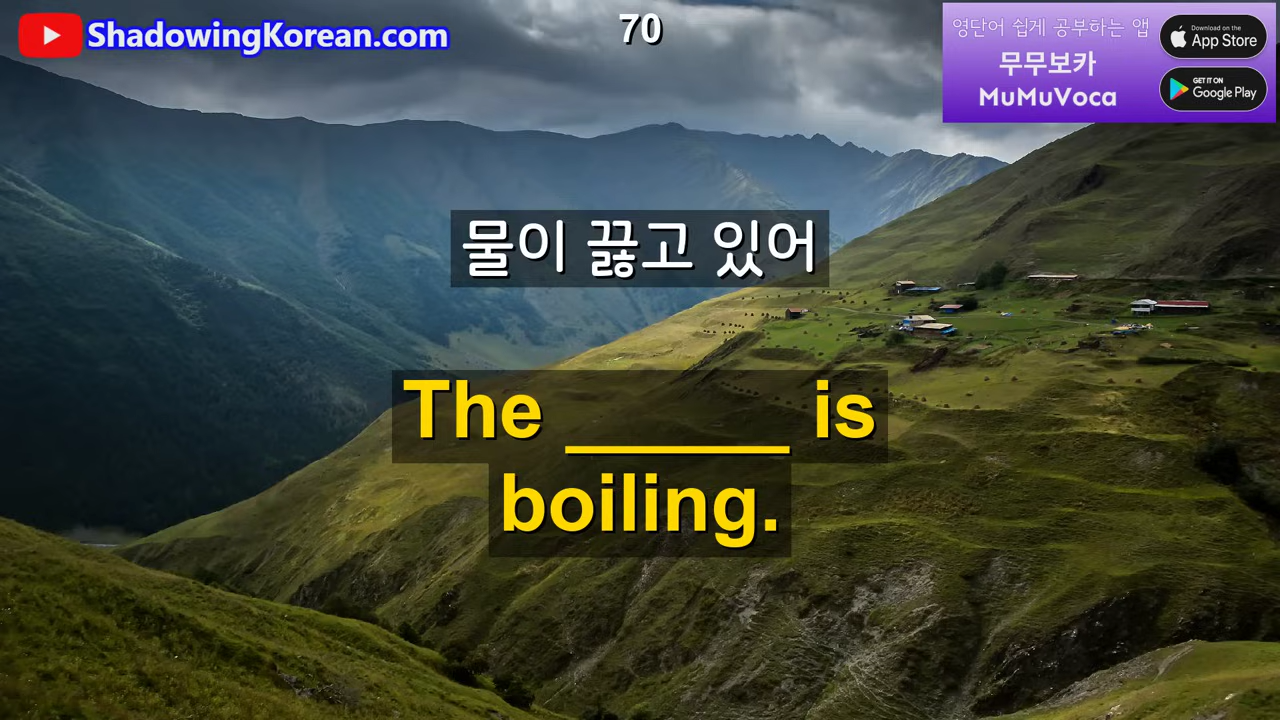 ShadowingKorean.com
70
영단어 쉽게 공부하는 앱
무무보카
MuMuVoca
Download on the
App Store
GET IT ON
Google Play
물이 끓고 있어
The _____ is
boiling.